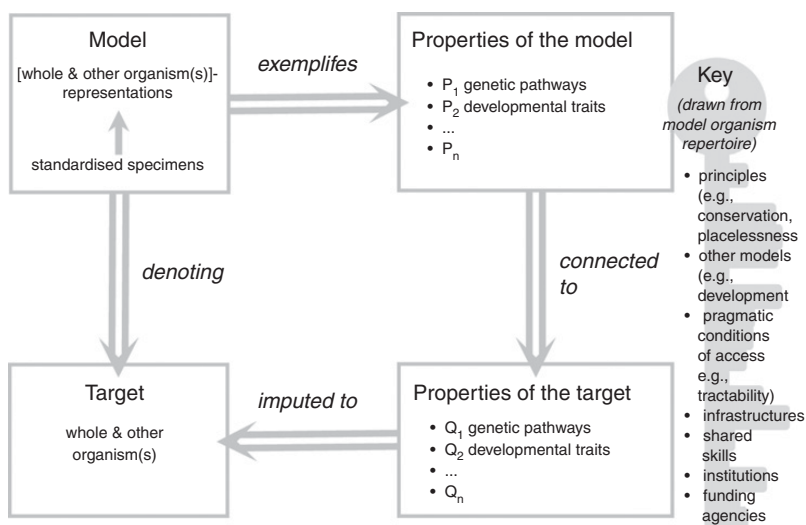 Model
[whole & other organism(s)]-
representations
standardised specimens
exemplifes
Properties of the model
• P1 genetic pathways
• P2 developmental traits
• ...
• Pn
denoting
connected
to
Target
whole & other
organism(s)
imputed to
Properties of the target
• Q1 genetic pathways
• Q2 developmental traits
• ...
• Qn
Key
(drawn from
model organism
repertoire)
• principles
(e.g.,
conservation,
placelessness
• other models
(e.g.,
development
• pragmatic
conditions
of access
e.g.,
tractability)
• infrastructures
• shared
skills
• institutions
• funding
agencies